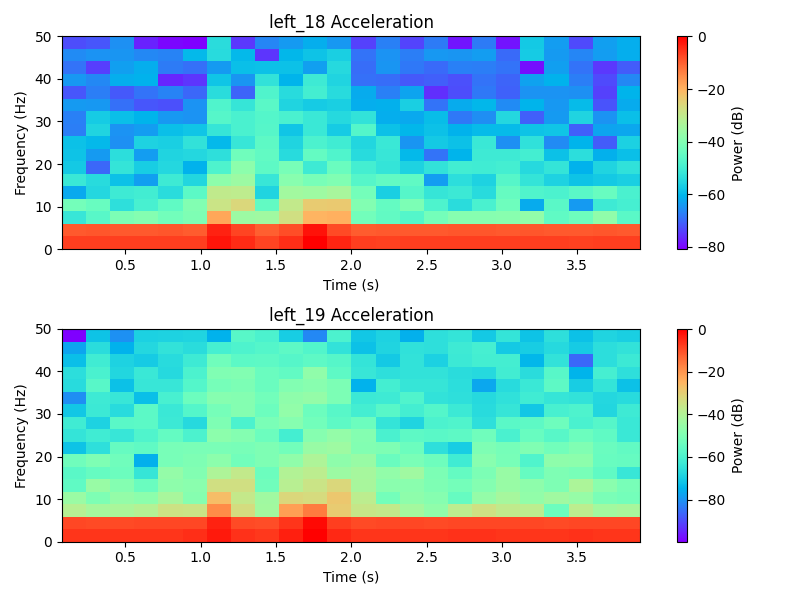 left_18 Acceleration
50
40
30
20
10
0
Frequency (Hz)
0.5 1.0 1.5 2.0 2.5 3.0 3.5
Time (s)
0
−20
−40
−60
−80
Power (dB)
left_19 Acceleration
50
40
30
20
10
0
Frequency (Hz)
0.5 1.0 1.5 2.0 2.5 3.0 3.5
Time (s)
0
−20
−40
−60
−80
Power (dB)